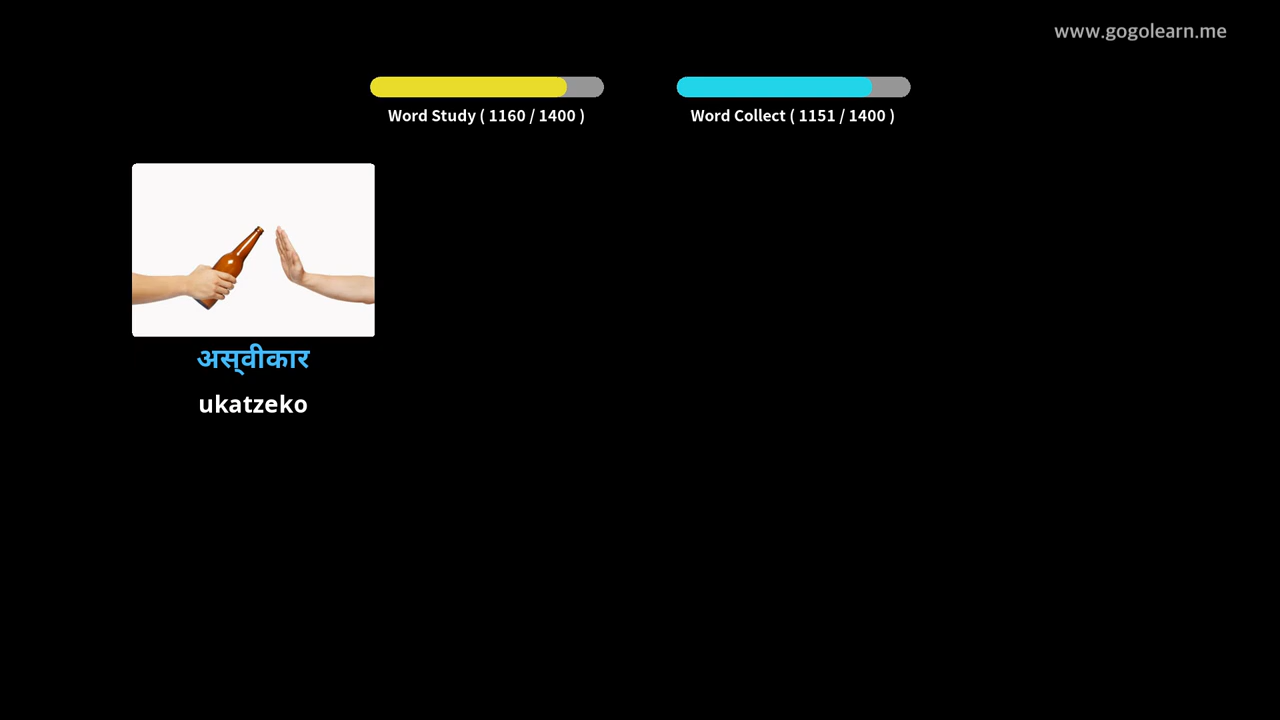 www.gogolearn.me
Word Study ( 1160 / 1400 )
Word Collect ( 1151 / 1400 )
अस्वीकार
ukatzeko